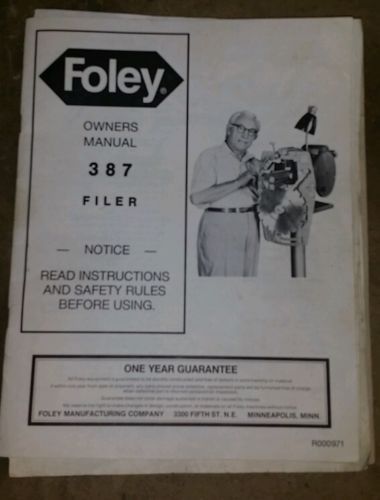 Foley®
OWNERS
MANUAL
387
FILER
— NOTICE —
READ INSTRUCTIONS
AND SAFETY RULES
BEFORE USING.
ONE YEAR GUARANTEE
FOLEY MANUFACTURING COMPANY 3300 FIFTH ST. N.E. MINNEAPOLIS, MINN.
R000971